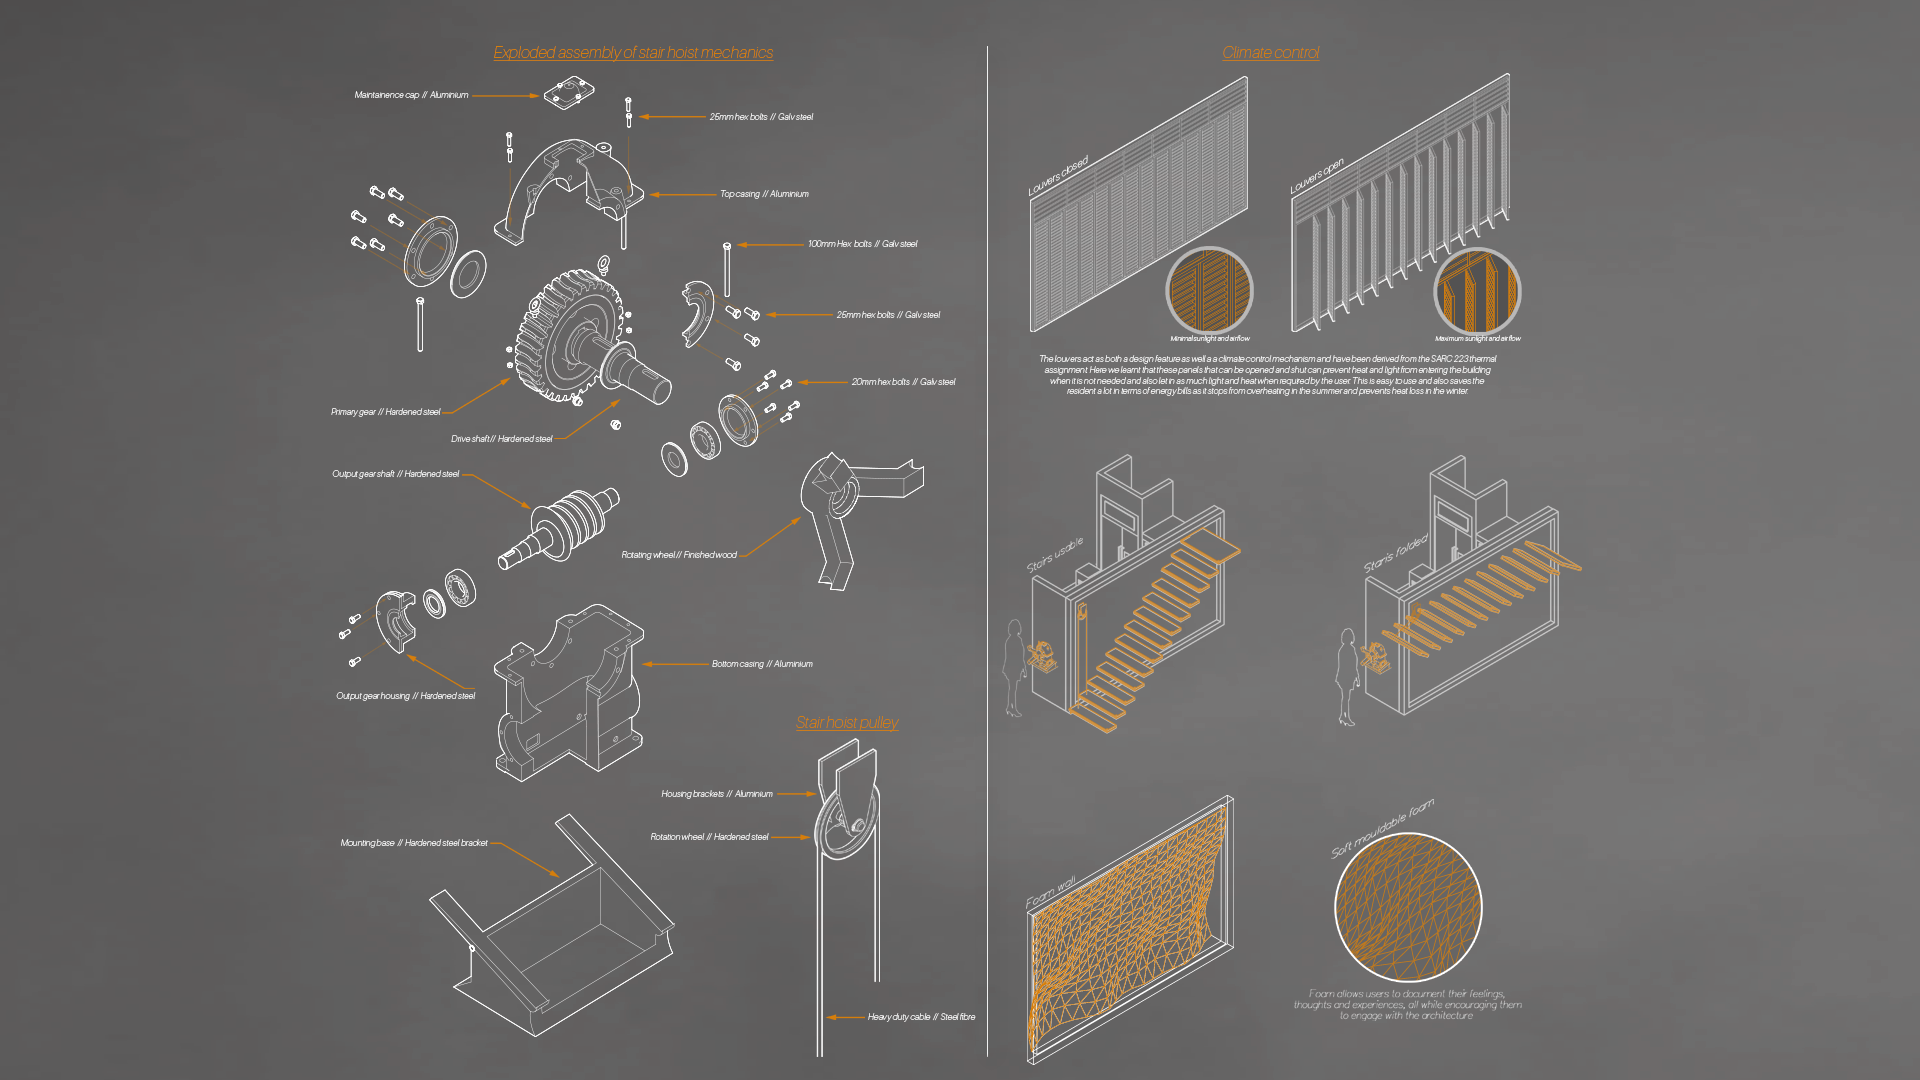 Exploded assembly of stair hoist mechanics
Maintainence cap // Aluminium
25mm hex bolts // Galv steel
Top casing // Aluminium
100mm Hex bolts // Galv steel
25mm hex bolts // Galv steel
20mm hex bolts // Galv steel
Primary gear // Hardened steel
Drive shaft // Hardened steel
Output gear shaft // Hardened steel
Rotating wheel // Finished wood
Bottom casing // Aluminium
Output gear housing // Hardened steel
Stair hoist pulley
Housing brackets // Aluminium
Rotation wheel // Hardened steel
Mounting base // Hardened steel bracket
Heavy duty cable // Steel fibre
Climate control
Louvers closed
Louvers open
Minimal sunlight and airflow
Maximum sunlight and airflow
The louvers act as both a design feature as well a a climate control mechanism and have been derived from the SARC 223 thermal
assignment. Here we learnt that these panels that can be opened and shut can prevent heat and light from entering the building
when it is not needed and also let in as much light and heat when required by the user. This is easy to use and also saves the
resident a lot in terms of energy bills as it stops from overheating in the summer and prevents heat loss in the winter.
Stairs usable
Staris folded
Foam wall
Soft mouldable foam
Foam allows users to document their feelings,
thoughts and experiences, all while encouraging them
to engage with the architecture